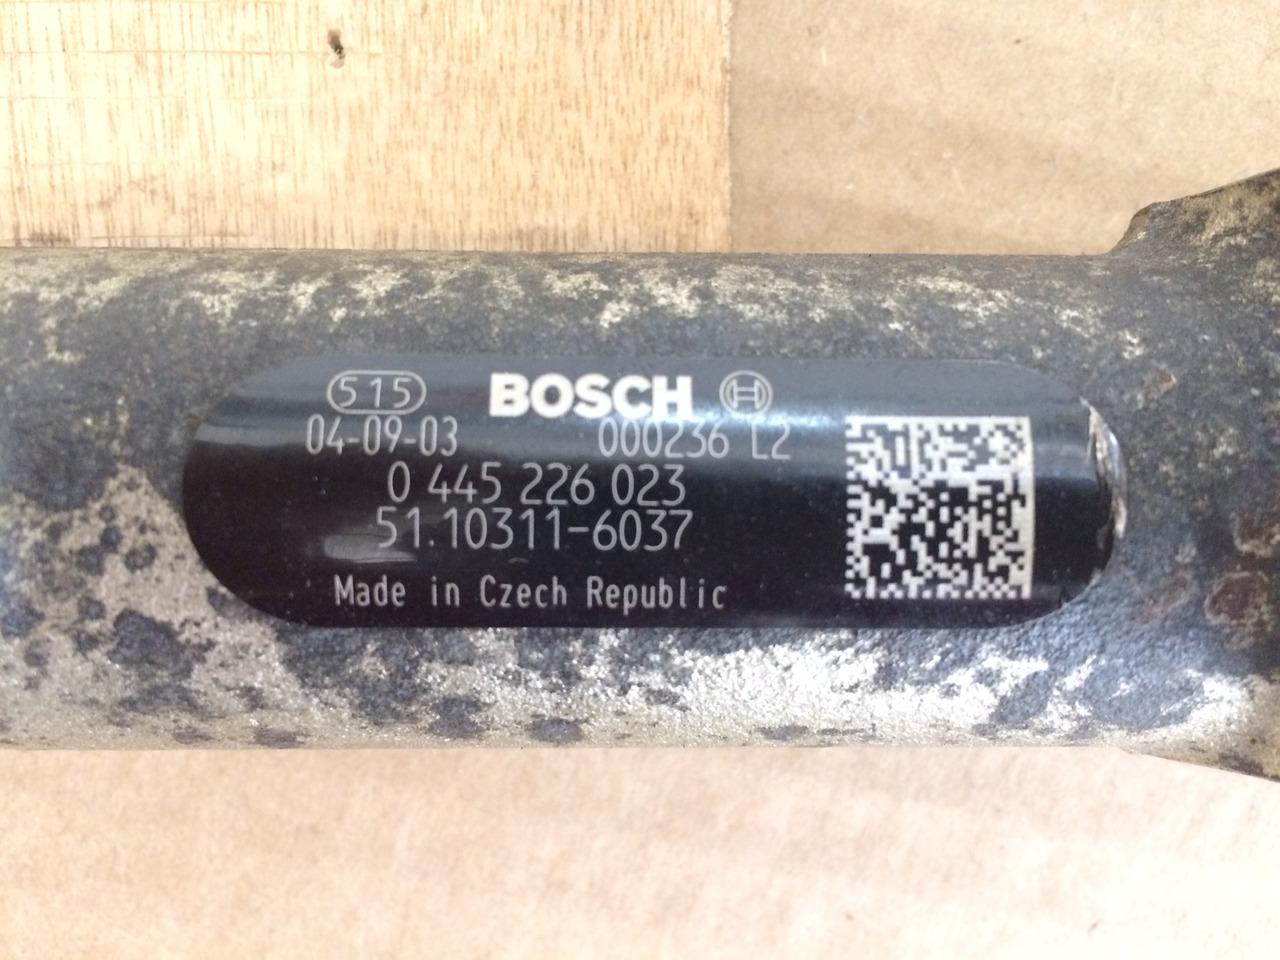 515 BOSCH
04-09-03 000236 L2
0 445 226 023
51.10311-6037
Made in Czech Republic